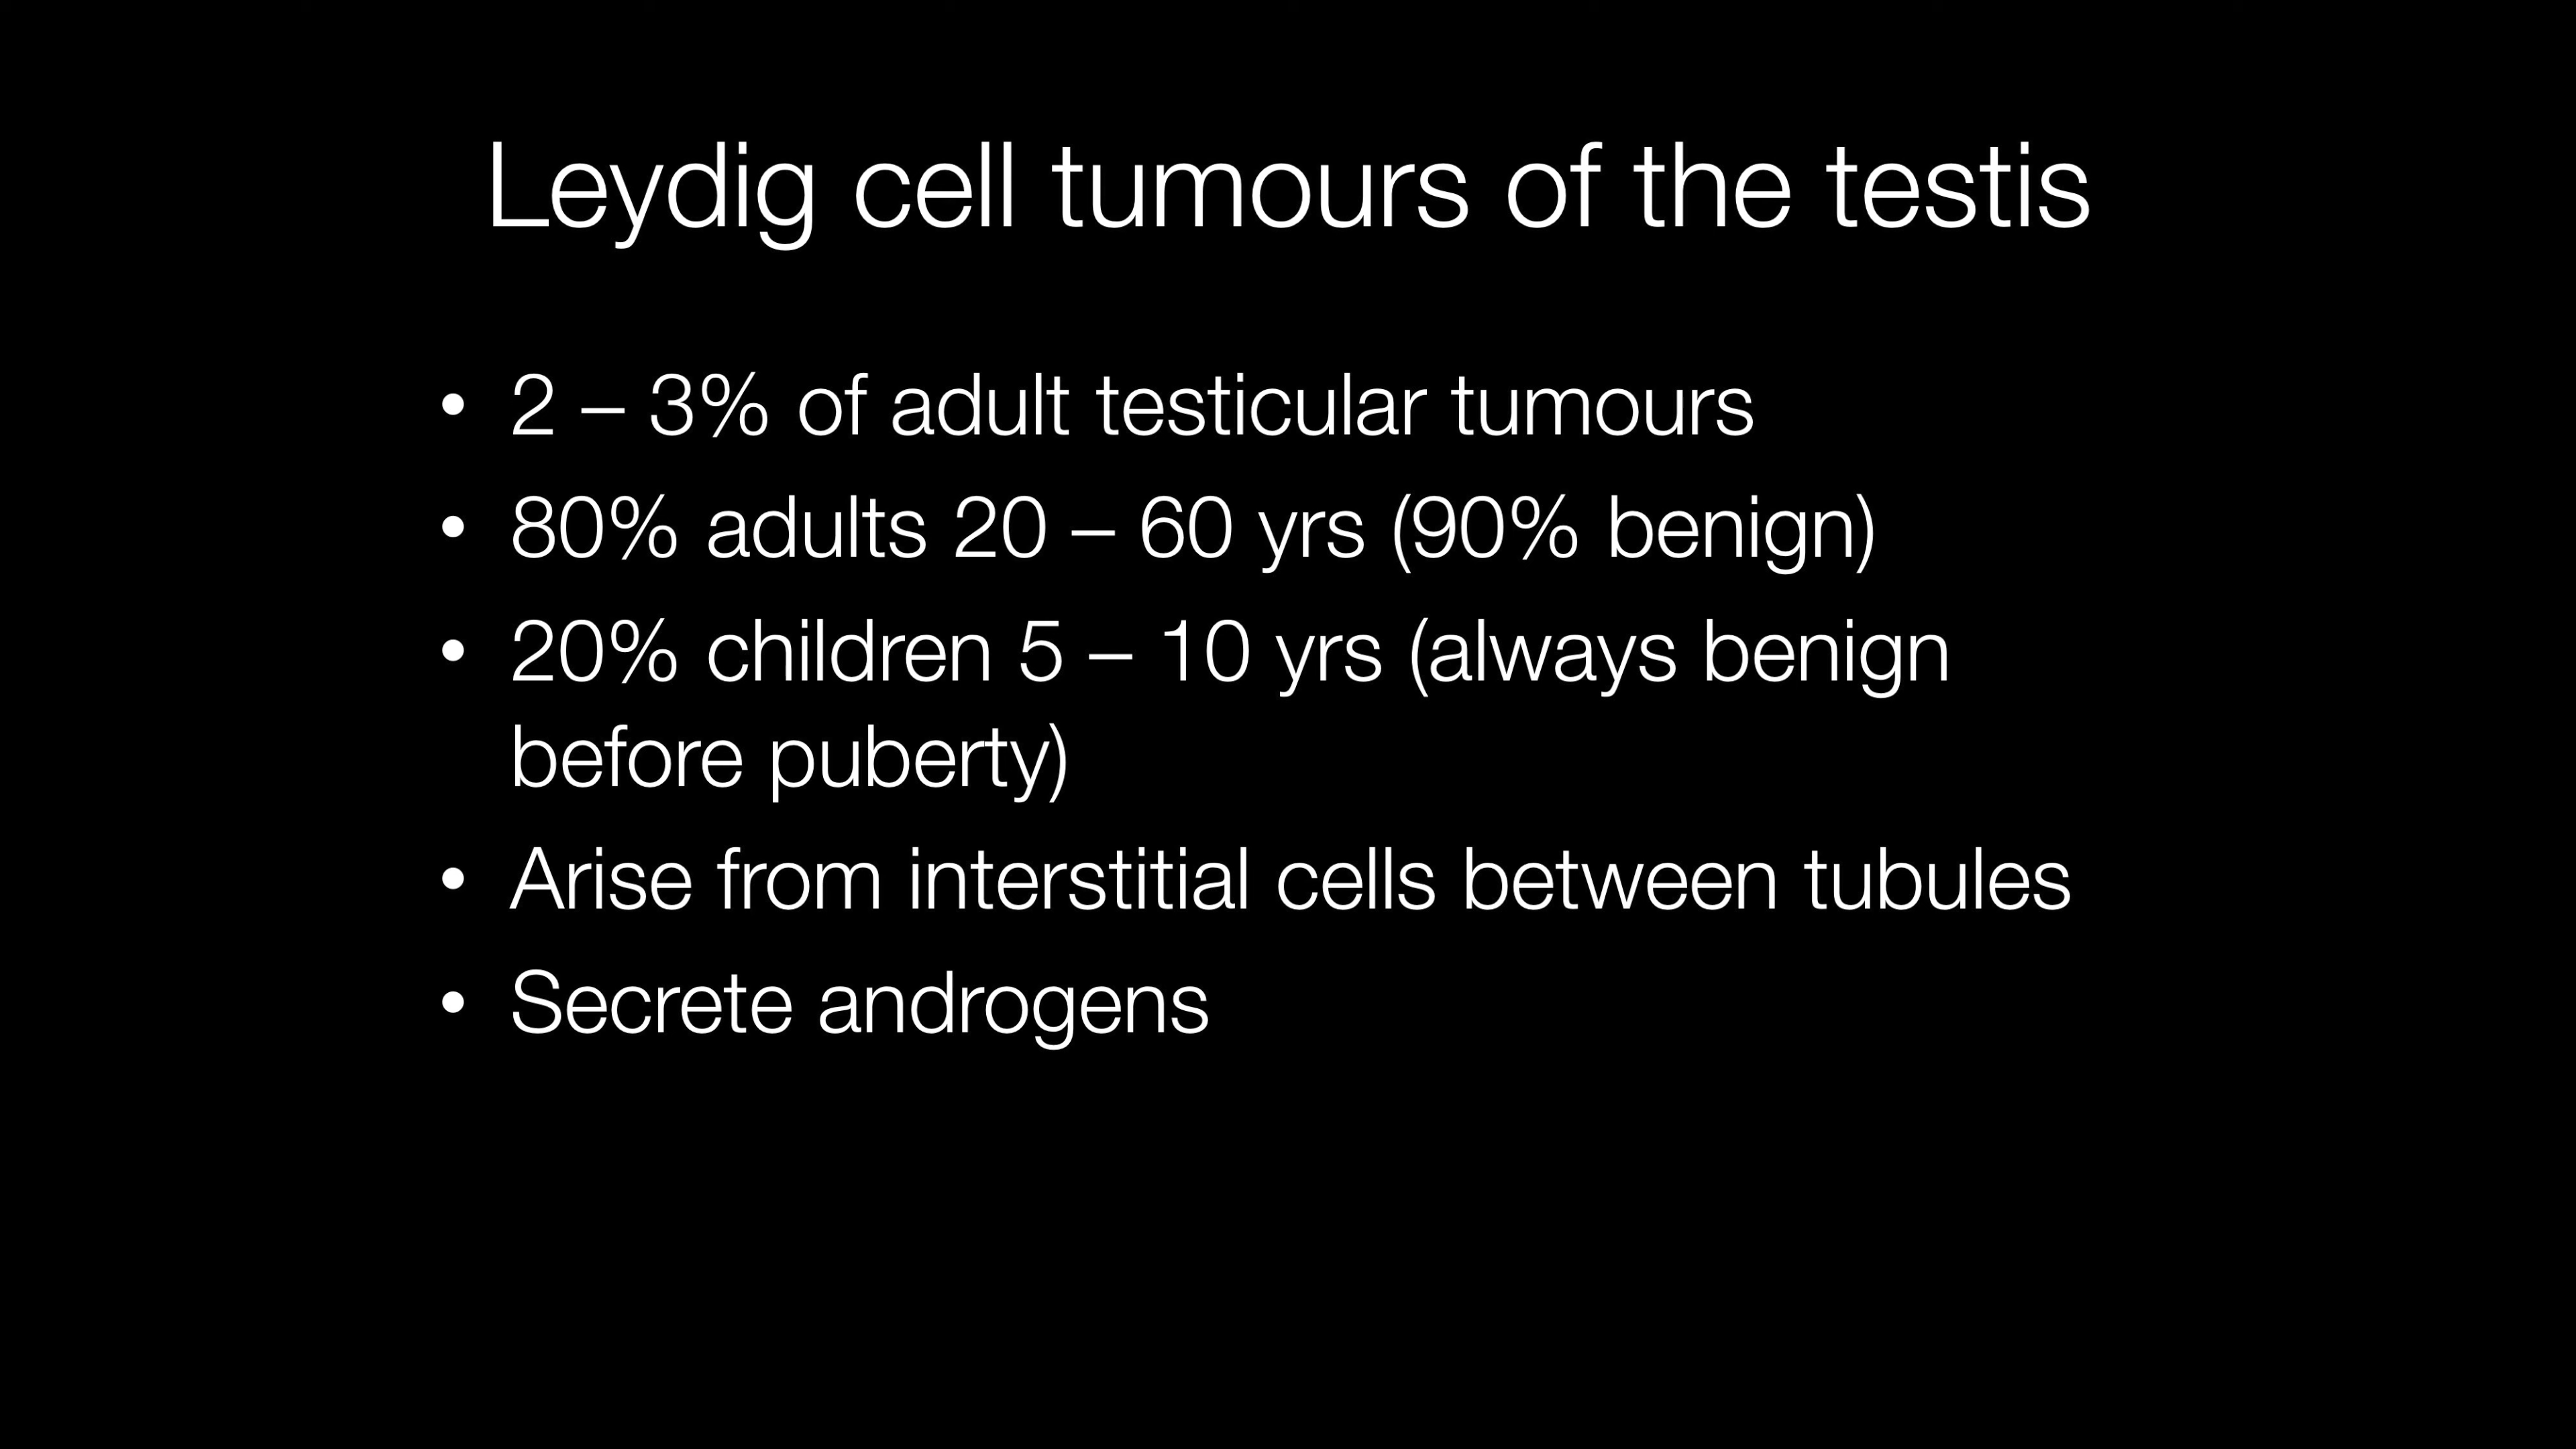 Leydig cell tumours of the testis
• 2 – 3% of adult testicular tumours
• 80% adults 20 – 60 yrs (90% benign)
• 20% children 5 – 10 yrs (always benign
before puberty)
• Arise from interstitial cells between tubules
• Secrete androgens